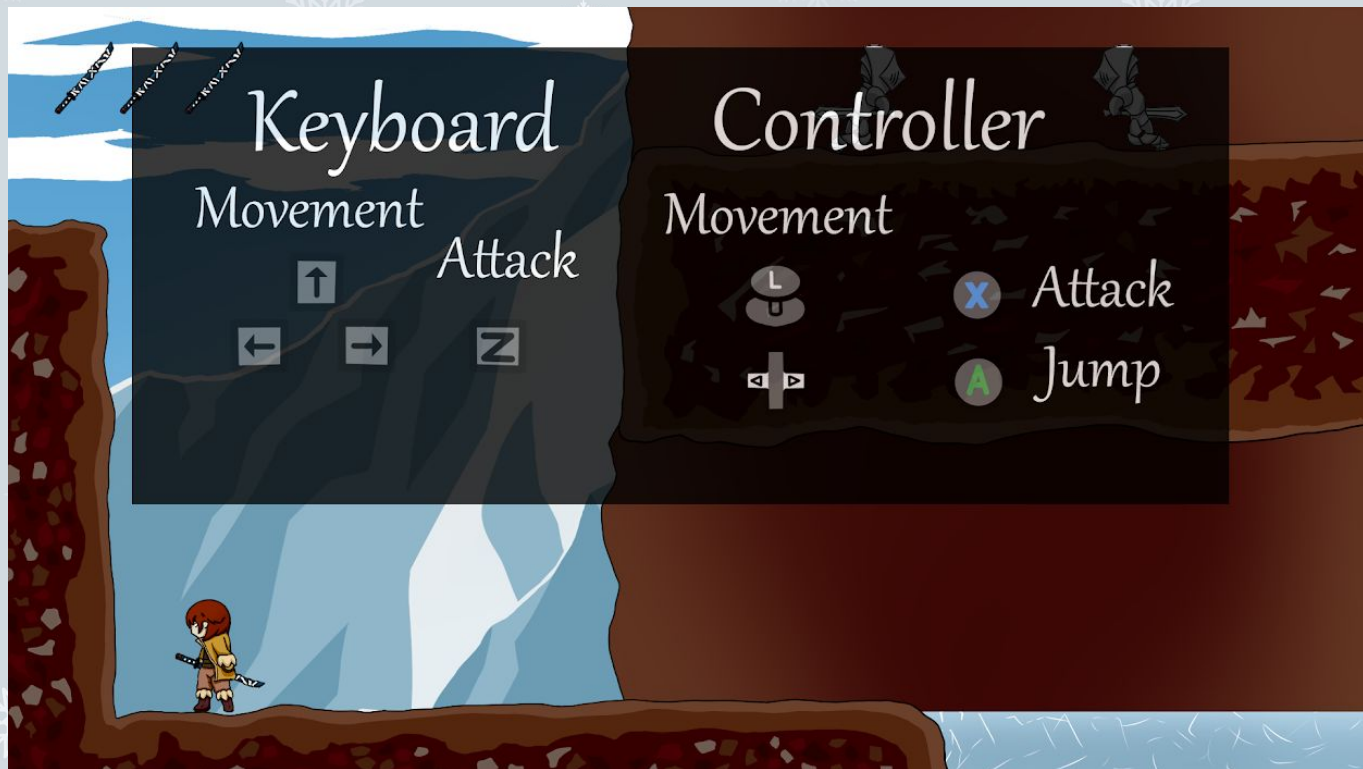 Keyboard
Movement
Attack
Z
Controller
Movement
L
X Attack
A Jump